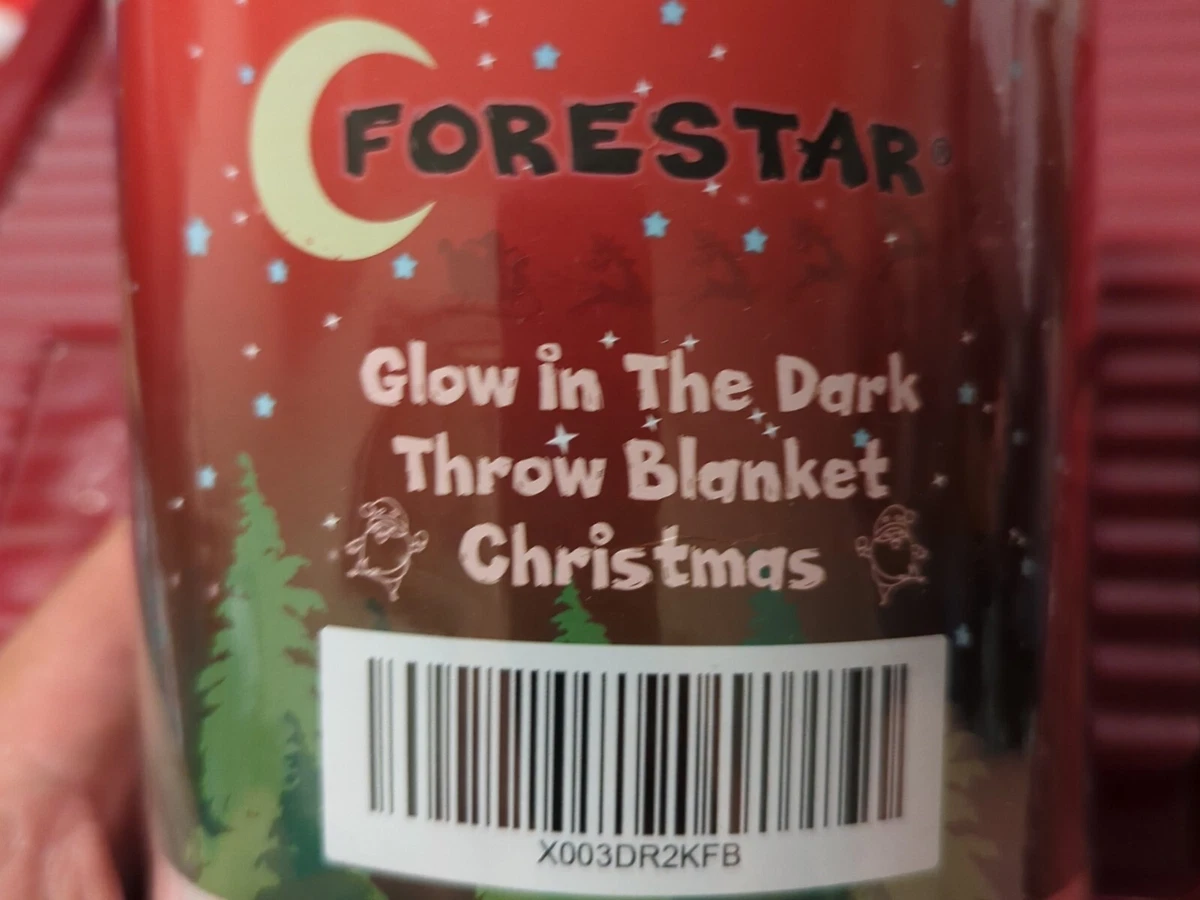 FORESTAR®
Glow in The Dark
Throw Blanket
Christmas
X003DR2KFB